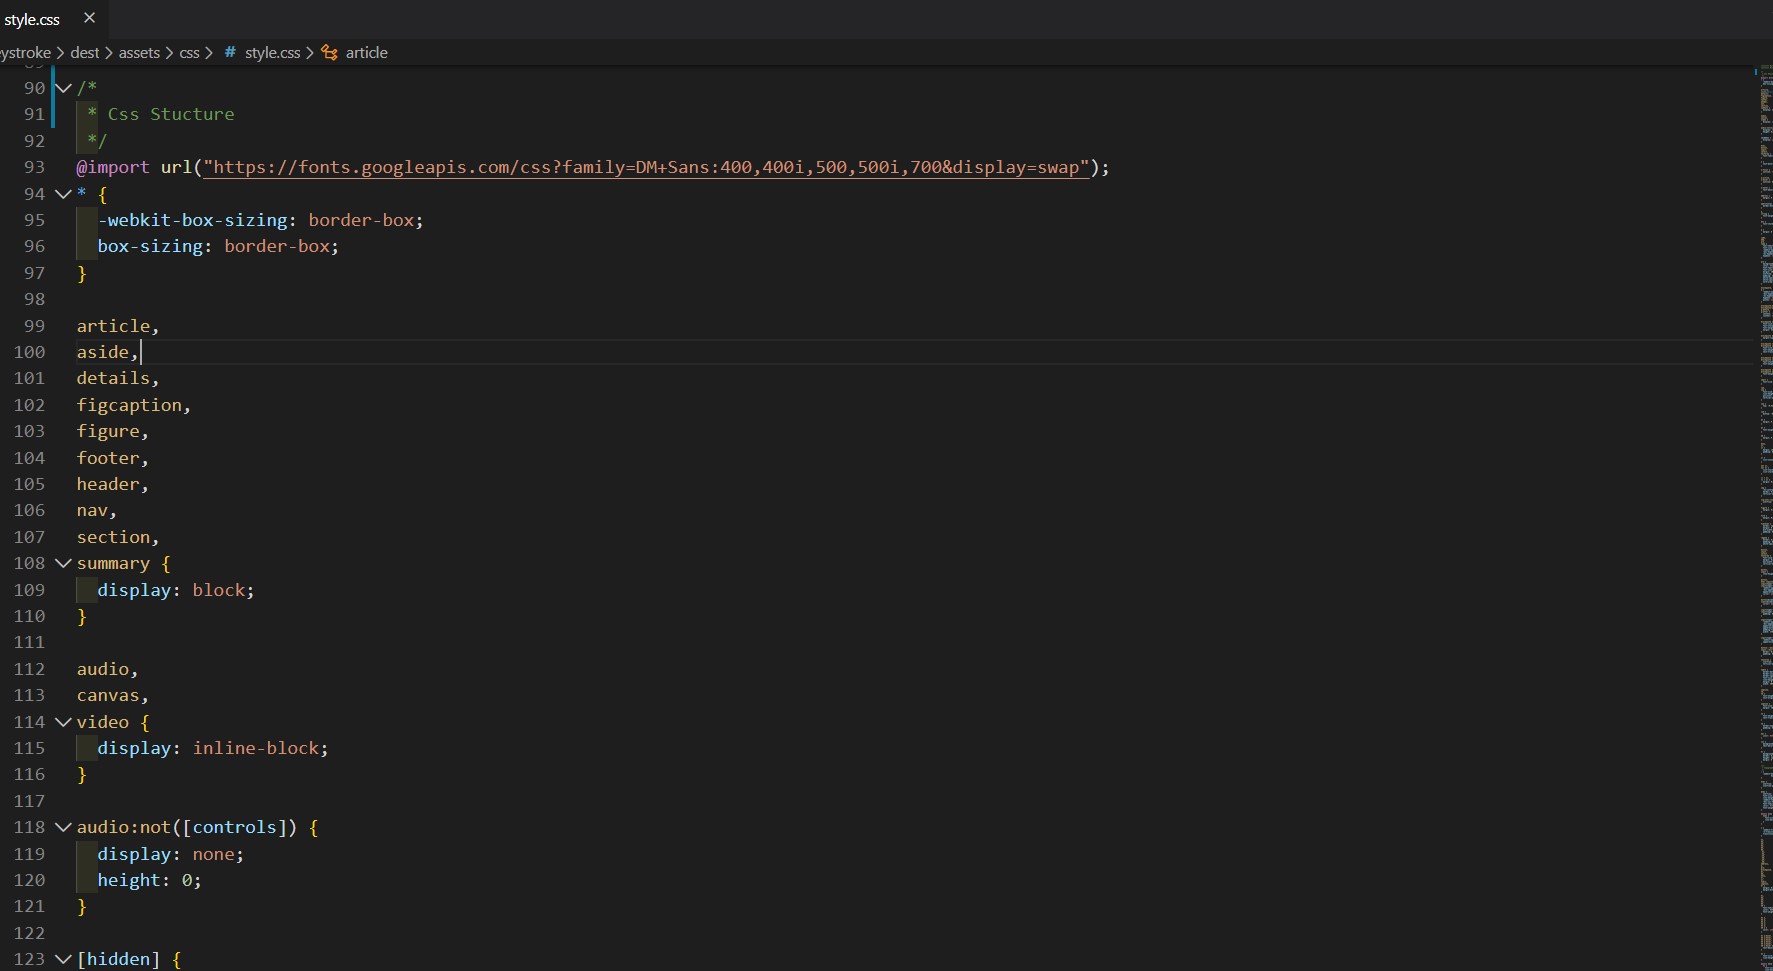 style.css ×
ystroke > dest > assets > css > # style.css > article
90 /*
91  * Css Stucture
92  */
93 @import url("https://fonts.googleapis.com/css?family=DM+Sans:400,400i,500,500i,700&display=swap");
94 * {
95   -webkit-box-sizing: border-box;
96   box-sizing: border-box;
97 }
98
99 article,
100 aside,
101 details,
102 figcaption,
103 figure,
104 footer,
105 header,
106 nav,
107 section,
108 summary {
109   display: block;
110 }
111
112 audio,
113 canvas,
114 video {
115   display: inline-block;
116 }
117
118 audio:not([controls]) {
119   display: none;
120   height: 0;
121 }
122
123 [hidden] {